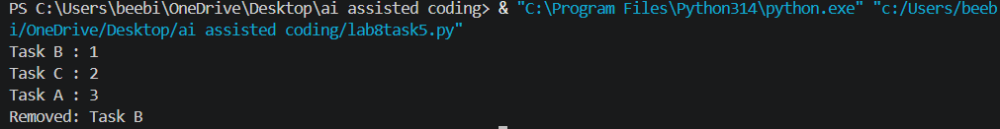 PS C:\Users\beebi\OneDrive\Desktop\ai assisted coding> & "C:\Program Files\Python314\python.exe" "c:/Users/beeb
i/OneDrive/Desktop/ai assisted coding/lab8task5.py"
Task B : 1
Task C : 2
Task A : 3
Removed: Task B